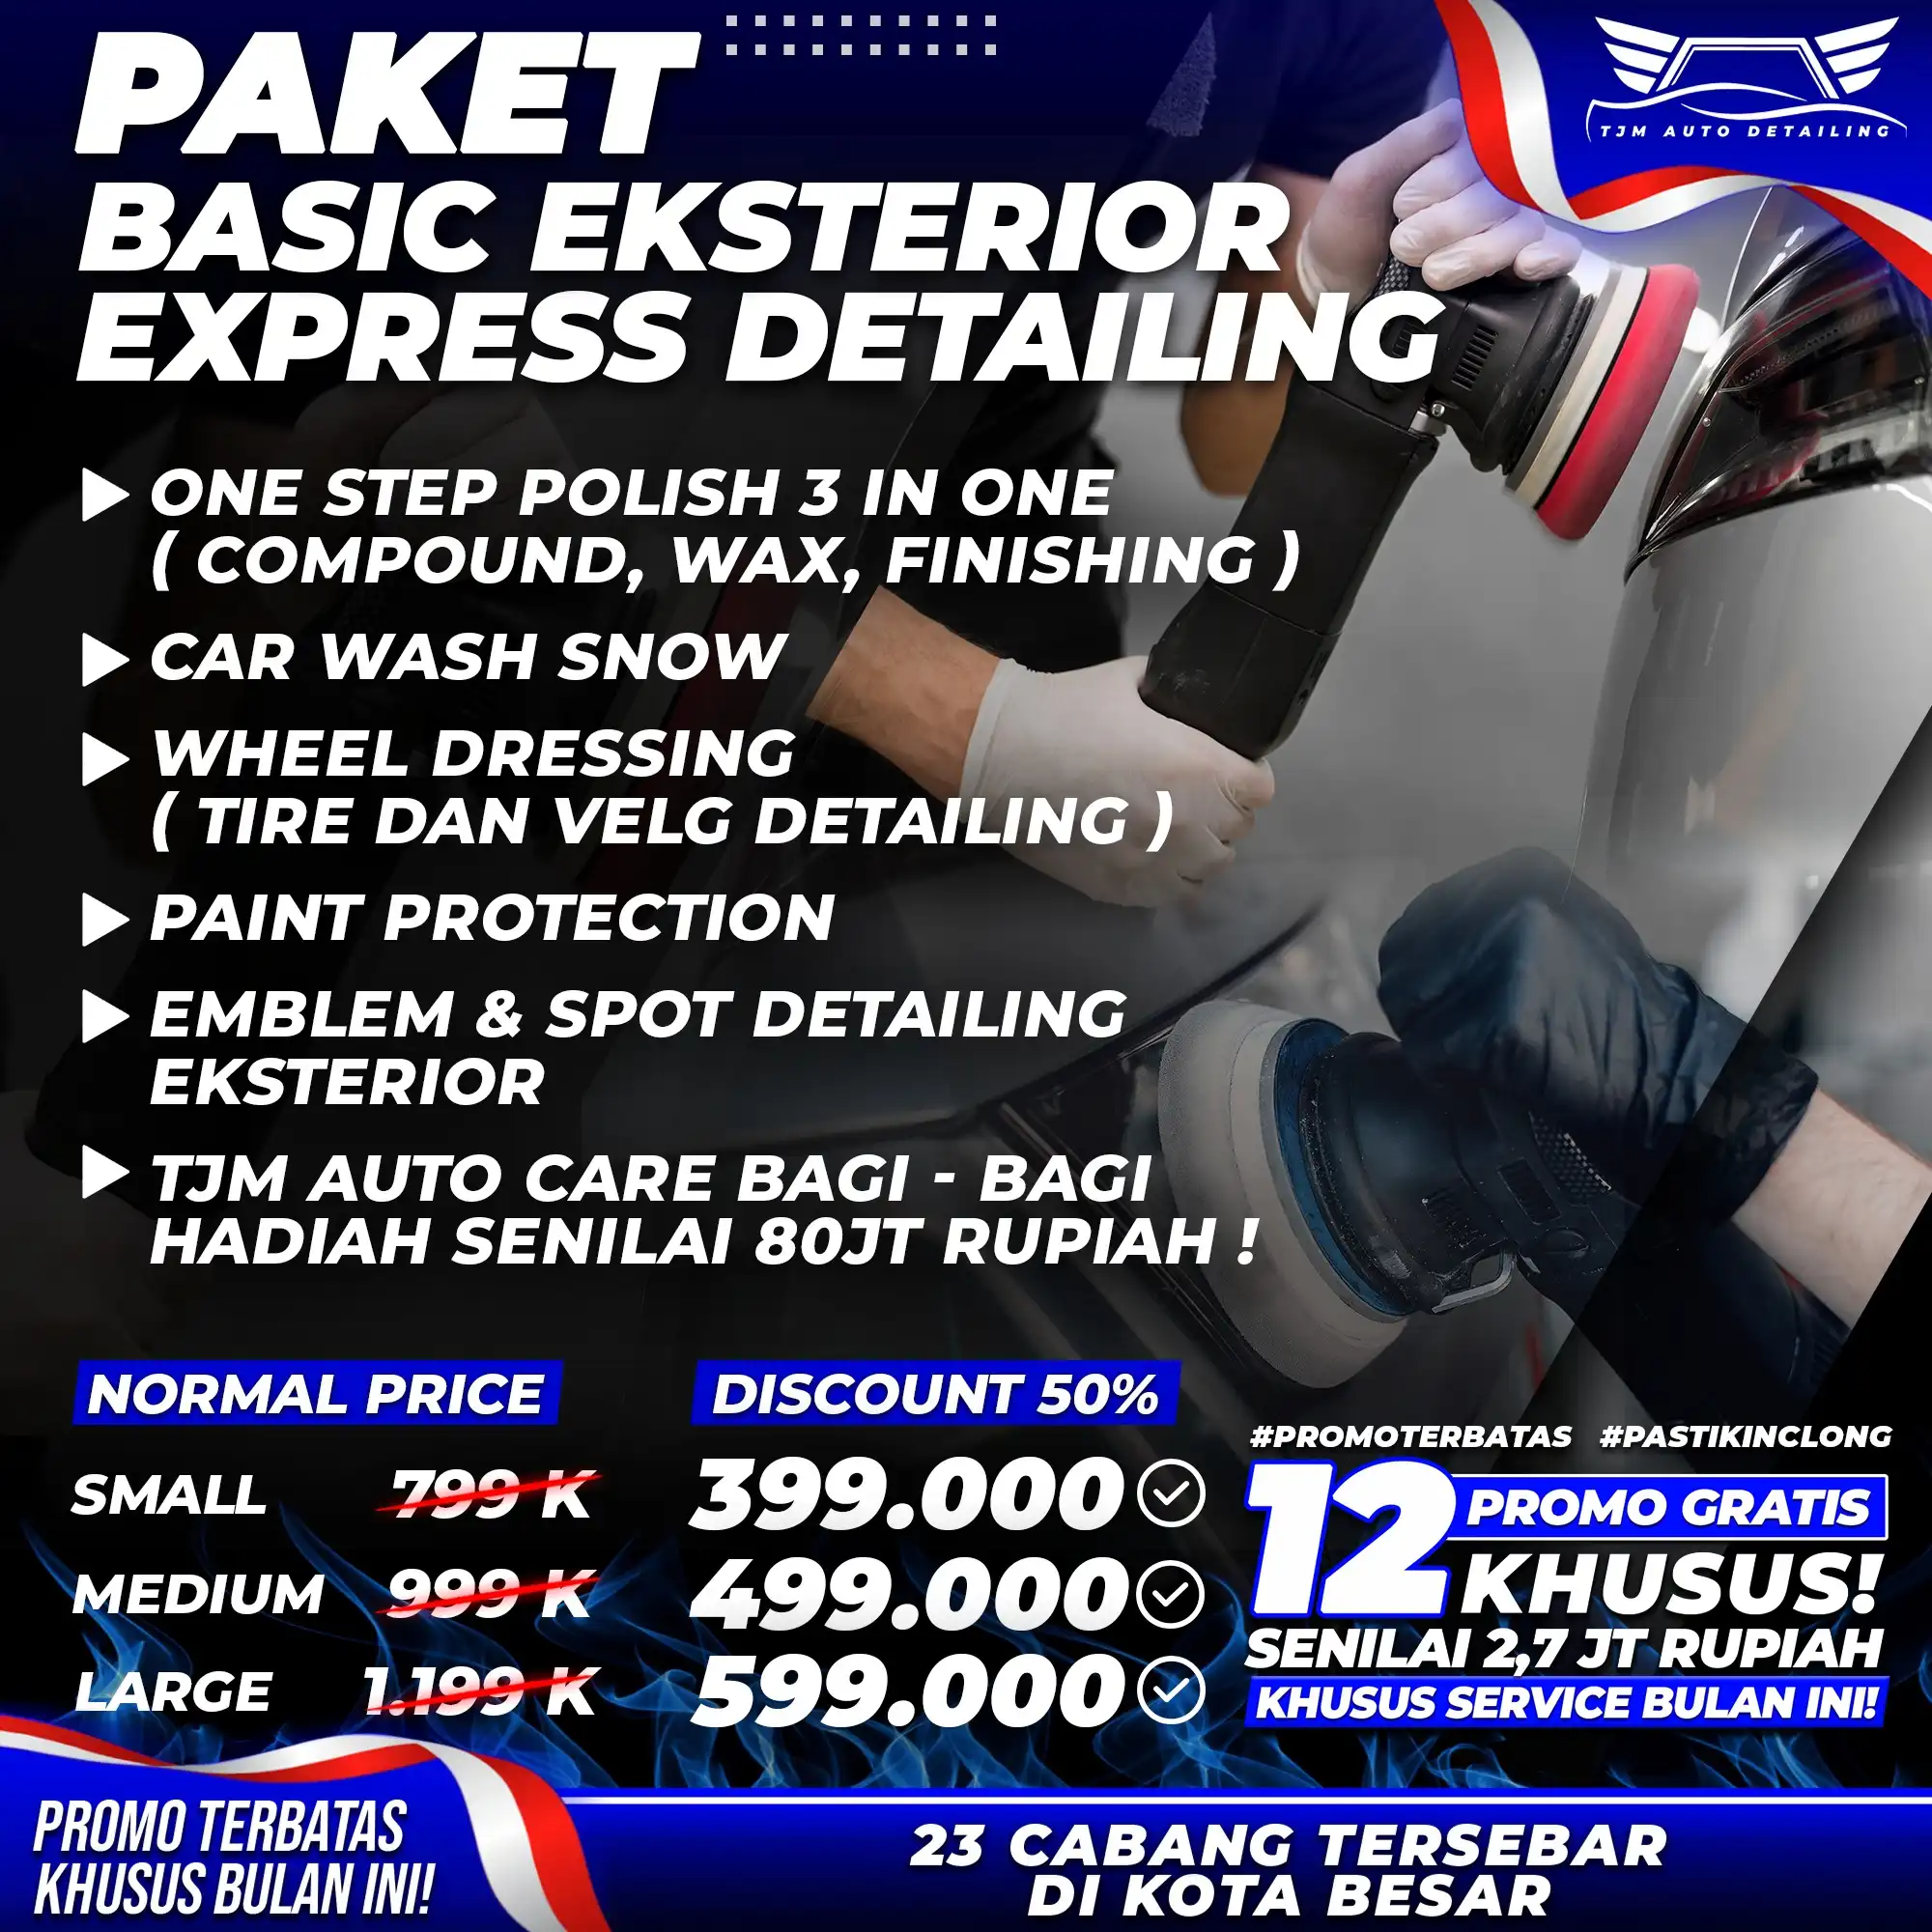 PAKET
BASIC EKSTERIOR
EXPRESS DETAILING
TJM AUTO DETAILING
ONE STEP POLISH 3 IN ONE
( COMPOUND, WAX, FINISHING )
CAR WASH SNOW
WHEEL DRESSING
( TIRE DAN VELG DETAILING )
PAINT PROTECTION
EMBLEM & SPOT DETAILING
EKSTERIOR
TJM AUTO CARE BAGI - BAGI
HADIAH SENILAI 80JT RUPIAH !
NORMAL PRICE DISCOUNT 50%
SMALL 799 K 399.000
MEDIUM 999 K 499.000
LARGE 1.199 K 599.000
#PROMOTERBATAS #PASTIKINCLONG
12 PROMO GRATIS
KHUSUS!
SENILAI 2,7 JT RUPIAH
KHUSUS SERVICE BULAN INI!
PROMO TERBATAS
KHUSUS BULAN INI!
23 CABANG TERSEBAR
DI KOTA BESAR